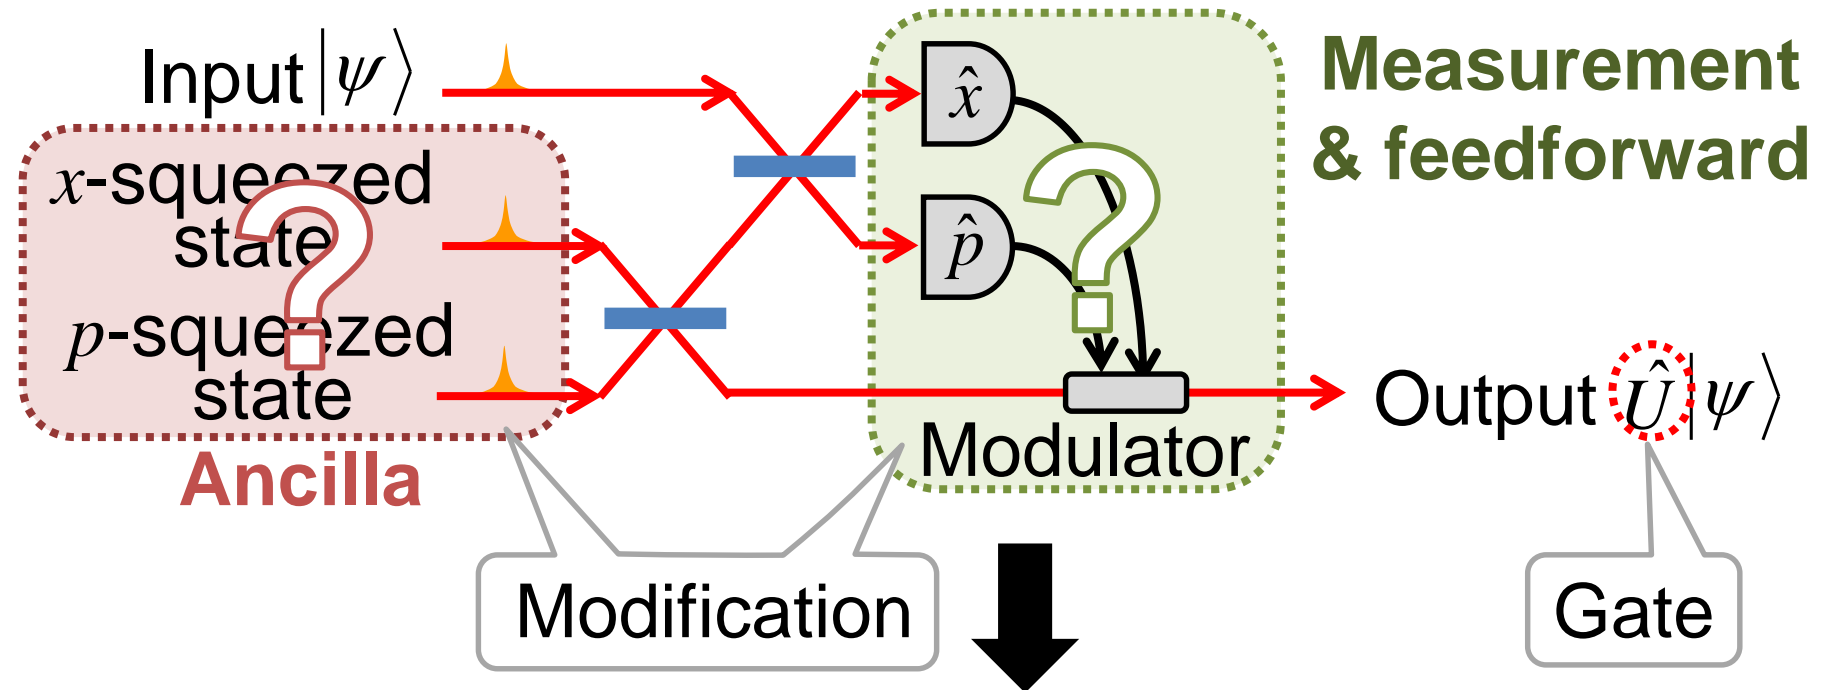 Input |ψ⟩
x-squeezed
state
?
p-squeezed
state
Ancilla
x̂
p̂
?
Modulator
Measurement
& feedforward
Output Û|ψ⟩
Modification
Gate